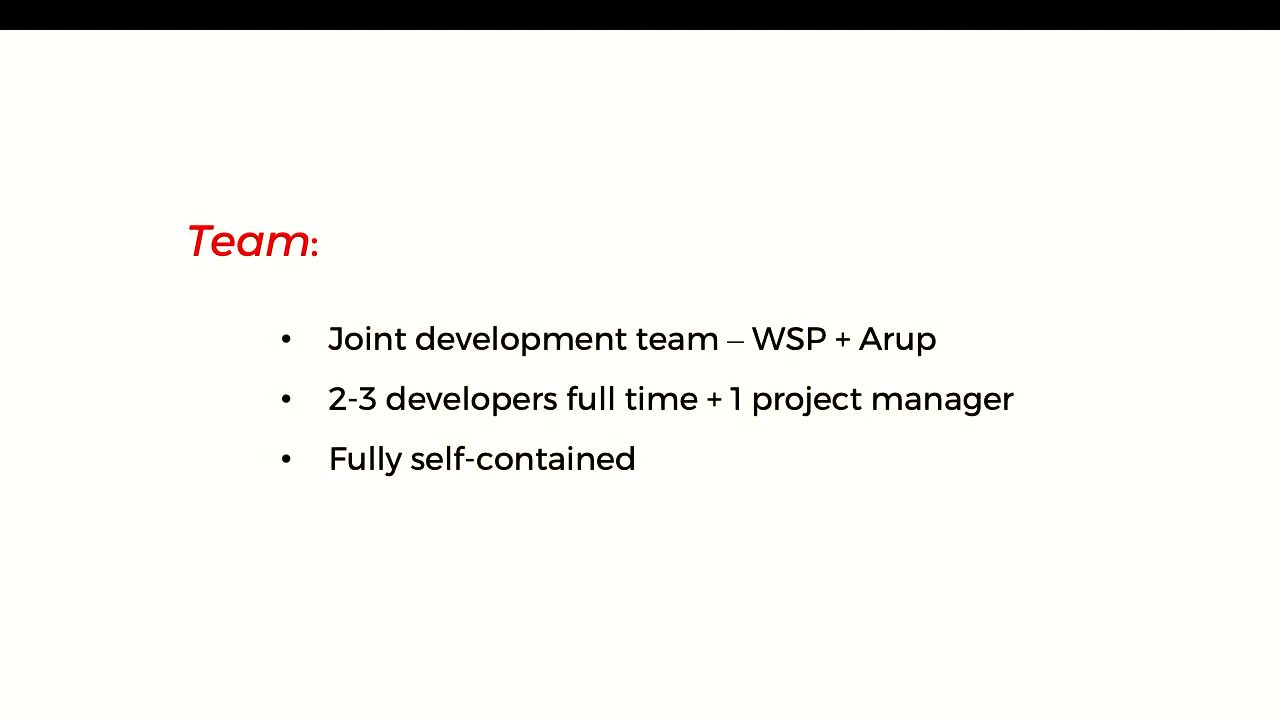 Team:
• Joint development team – WSP + Arup
• 2-3 developers full time + 1 project manager
• Fully self-contained